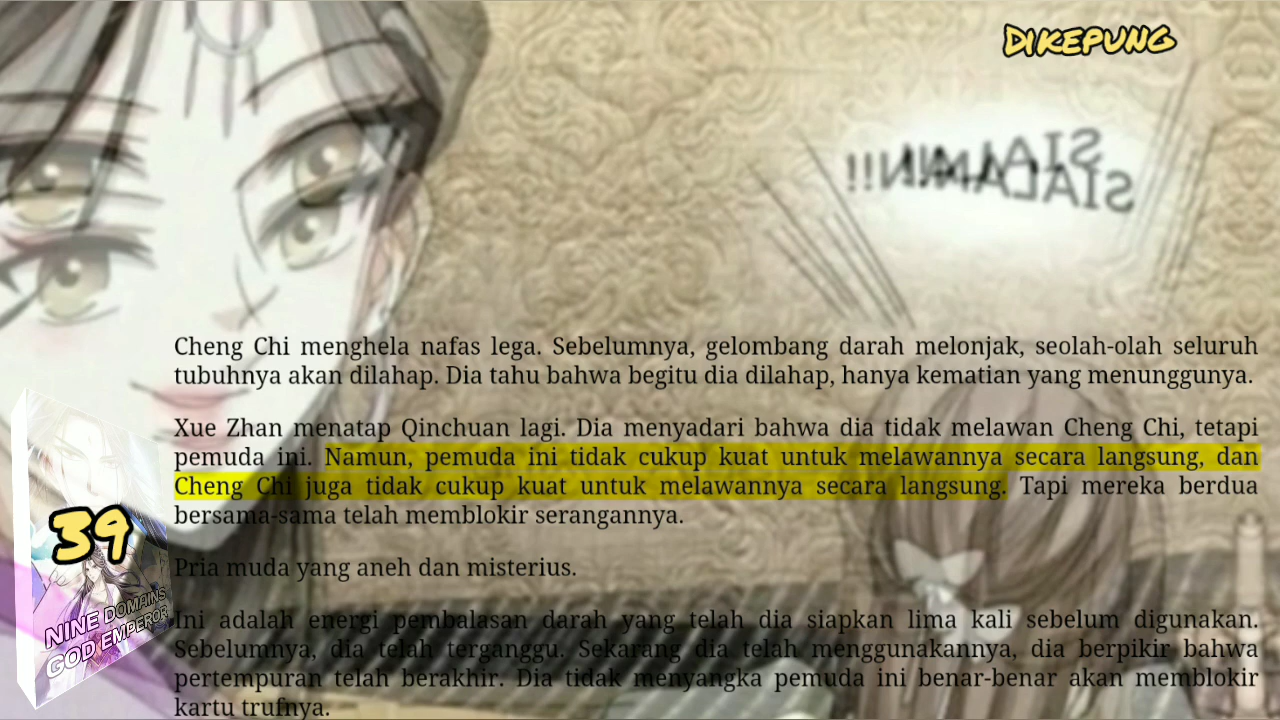 DIKEPUNG
SIALAN!!!
SIALAN!!!
Cheng Chi menghela nafas lega. Sebelumnya, gelombang darah melonjak, seolah-olah seluruh
tubuhnya akan dilahap. Dia tahu bahwa begitu dia dilahap, hanya kematian yang menunggunya.
Xue Zhan menatap Qinchuan lagi. Dia menyadari bahwa dia tidak melawan Cheng Chi, tetapi
pemuda ini. Namun, pemuda ini tidak cukup kuat untuk melawannya secara langsung, dan
Cheng Chi juga tidak cukup kuat untuk melawannya secara langsung. Tapi mereka berdua
bersama-sama telah memblokir serangannya.
Pria muda yang aneh dan misterius.
Ini adalah energi pembalasan darah yang telah dia siapkan lima kali sebelum digunakan.
Sebelumnya, dia telah terganggu. Sekarang dia telah menggunakannya, dia berpikir bahwa
pertempuran telah berakhir. Dia tidak menyangka pemuda ini benar-benar akan memblokir
kartu trufnya.
39
NINE DOMAINS
GOD EMPEROR